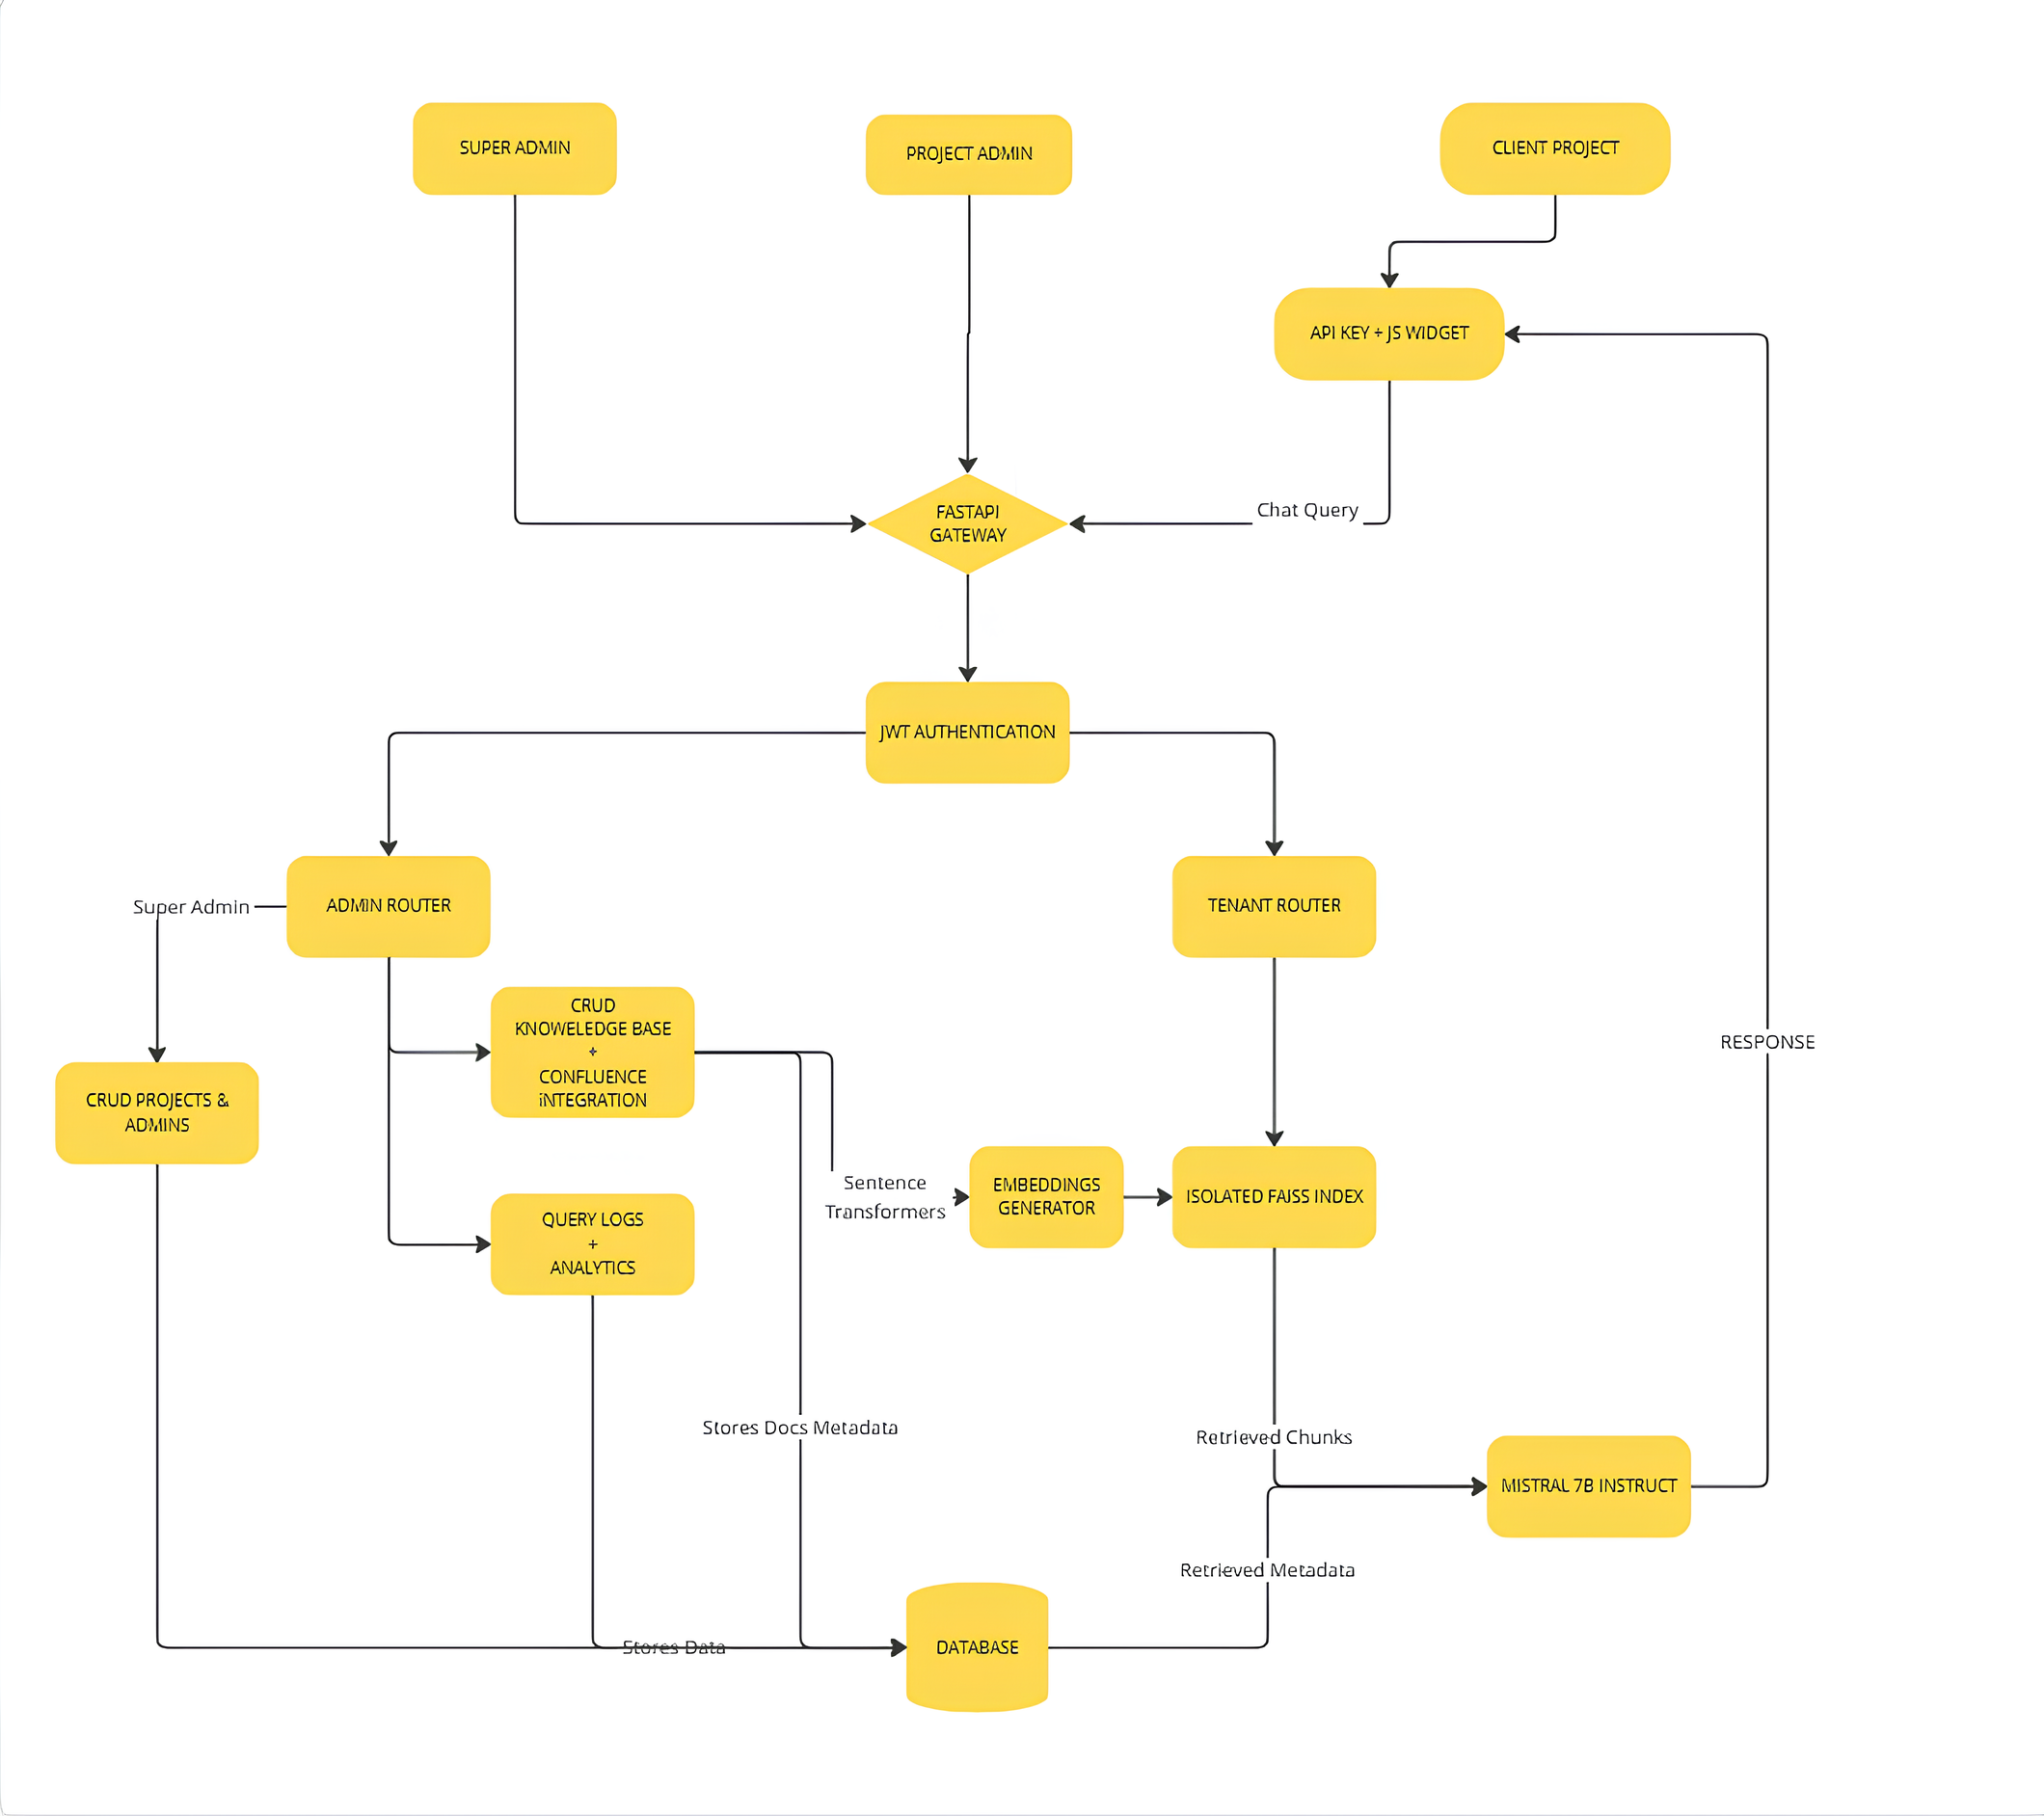 SUPER ADMIN
PROJECT ADMIN
CLIENT PROJECT
API KEY + JS WIDGET
Chat Query
FASTAPI
GATEWAY
JWT AUTHENTICATION
Super Admin
ADMIN ROUTER
TENANT ROUTER
CRUD
KNOWELEDGE BASE
+
CONFLUENCE
iNTEGRATION
RESPONSE
CRUD PROJECTS &
ADMINS
Sentence
Transformers
EMBEDDINGS
GENERATOR
ISOLATED FAISS INDEX
QUERY LOGS
+
ANALYTICS
Stores Docs Metadata
Retrieved Chunks
MISTRAL 7B INSTRUCT
Retrieved Metadata
Stores Data
DATABASE